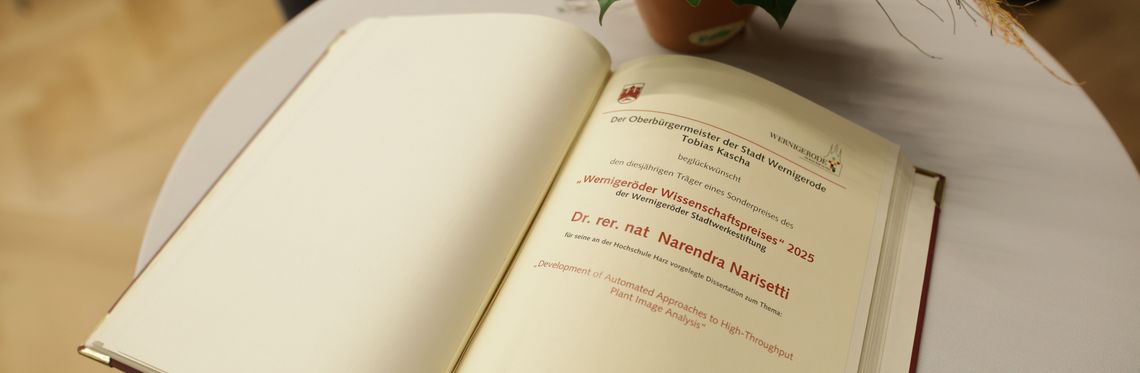 WERNIGERODE
Der Oberbürgermeister der Stadt Wernigerode
Tobias Kascha
beglückwünscht
den diesjährigen Träger eines Sonderpreises des
„Wernigeröder Wissenschaftspreises“ 2025
der Wernigeröder Stadtwerkestiftung
Dr. rer. nat Narendra Narisetti
für seine an der Hochschule Harz vorgelegte Dissertation zum Thema:
„Development of Automated Approaches to High-Throughput
Plant Image Analysis“